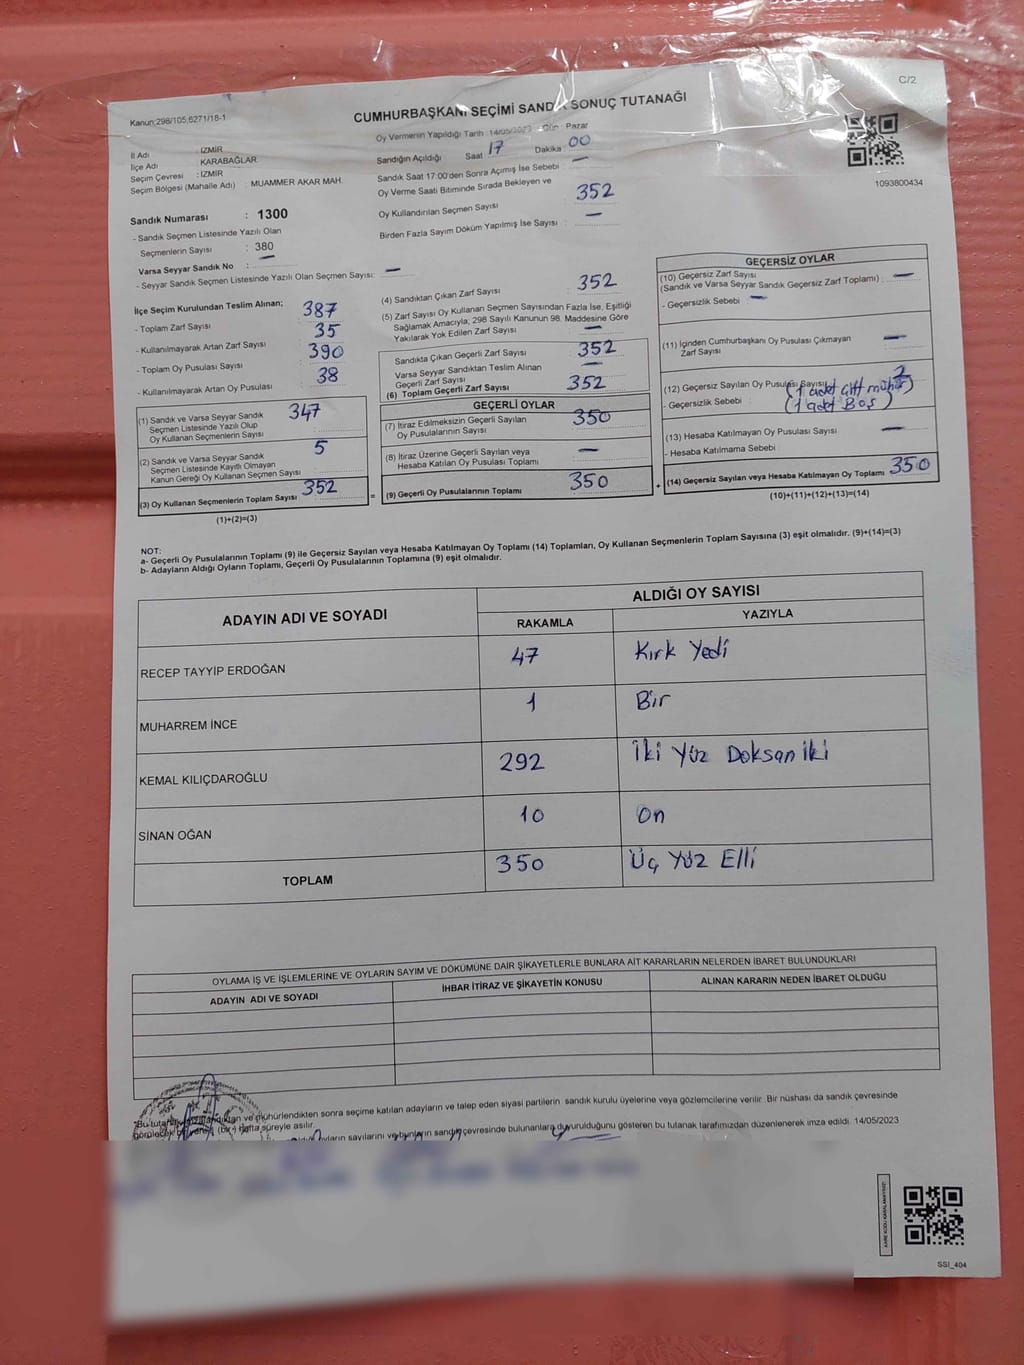 C/2
Kanun;298/105,6271/18-1
CUMHURBAŞKANI SEÇİMİ SANDIK SONUÇ TUTANAĞI
Oy Vermenin Yapıldığı Tarih : 14/05/2023 Gün : Pazar
Sandığın Açıldığı Saat 17 Dakika 00
Sandık Saat 17:00'den Sonra Açımış İse Sebebi : —
Oy Verme Saati Bitiminde Sırada Bekleyen ve
Oy Kullandırılan Seçmen Sayısı : 352
Birden Fazla Sayım Döküm Yapılmış İse Sayısı : —
İl Adı : İZMİR
İlçe Adı : KARABAĞLAR
Seçim Çevresi : İZMİR
Seçim Bölgesi (Mahalle Adı) : MUAMMER AKAR MAH.
1093800434
Sandık Numarası : 1300
- Sandık Seçmen Listesinde Yazılı Olan
Seçmenlerin Sayısı : 380
Varsa Seyyar Sandık No : —
- Seyyar Sandık Seçmen Listesinde Yazılı Olan Seçmen Sayısı: —
İlçe Seçim Kurulundan Teslim Alınan;
- Toplam Zarf Sayısı 387
- Kullanılmayarak Artan Zarf Sayısı 35
- Toplam Oy Pusulası Sayısı 390
- Kullanılmayarak Artan Oy Pusulası 38
(1) Sandık ve Varsa Seyyar Sandık
Seçmen Listesinde Yazılı Olup
Oy Kullanan Seçmenlerin Sayısı 347
(2) Sandık ve Varsa Seyyar Sandık
Seçmen Listesinde Kayıtlı Olmayan
Kanun Gereği Oy Kullanan Seçmen Sayısı 5
(3) Oy Kullanan Seçmenlerin Toplam Sayısı 352
(1)+(2)=(3)
=
(4) Sandıktan Çıkan Zarf Sayısı 352
(5) Zarf Sayısı Oy Kullanan Seçmen Sayısından Fazla İse, Eşitliği
Sağlamak Amacıyla; 298 Sayılı Kanunun 98. Maddesine Göre
Yakılarak Yok Edilen Zarf Sayısı —
Sandıkta Çıkan Geçerli Zarf Sayısı 352
Varsa Seyyar Sandıktan Teslim Alınan
Geçerli Zarf Sayısı —
(6) Toplam Geçerli Zarf Sayısı 352
GEÇERLİ OYLAR
(7) İtiraz Edilmeksizin Geçerli Sayılan
Oy Pusulalarının Sayısı 350
(8) İtiraz Üzerine Geçerli Sayılan veya
Hesaba Katılan Oy Pusulası Toplamı —
(9) Geçerli Oy Pusulalarının Toplamı 350
+
GEÇERSİZ OYLAR
(10) Geçersiz Zarf Sayısı
(Sandık ve Varsa Seyyar Sandık Geçersiz Zarf Toplamı) : —
- Geçersizlik Sebebi : —
(11) İçinden Cumhurbaşkanı Oy Pusulası Çıkmayan
Zarf Sayısı —
(12) Geçersiz Sayılan Oy Pusulası Sayısı 2
- Geçersizlik Sebebi : (1 adet çift mühür)
(1 adet Boş)
(13) Hesaba Katılmayan Oy Pusulası Sayısı —
- Hesaba Katılmama Sebebi :
(14) Geçersiz Sayılan veya Hesaba Katılmayan Oy Toplamı 350
(10)+(11)+(12)+(13)=(14)
NOT:
a- Geçerli Oy Pusulalarının Toplamı (9) ile Geçersiz Sayılan veya Hesaba Katılmayan Oy Toplamı (14) Toplamları, Oy Kullanan Seçmenlerin Toplam Sayısına (3) eşit olmalıdır. (9)+(14)=(3)
b- Adayların Aldığı Oyların Toplamı, Geçerli Oy Pusulalarının Toplamına (9) eşit olmalıdır.
ADAYIN ADI VE SOYADI ALDIĞI OY SAYISI
RAKAMLA YAZIYLA
RECEP TAYYİP ERDOĞAN 47 Kırk Yedi
MUHARREM İNCE 1 Bir
KEMAL KILIÇDAROĞLU 292 İki Yüz Doksan iki
SİNAN OĞAN 10 On
TOPLAM 350 Üç Yüz Elli
OYLAMA İŞ VE İŞLEMLERİNE VE OYLARIN SAYIM VE DÖKÜMÜNE DAİR ŞİKAYETLERLE BUNLARA AİT KARARLARIN NELERDEN İBARET BULUNDUKLARI
ADAYIN ADI VE SOYADI İHBAR İTİRAZ VE ŞİKAYETİN KONUSU ALINAN KARARIN NEDEN İBARET OLDUĞU
mühürlendikten sonra seçime katılan adayların ve talep eden siyasi partilerin sandık kurulu üyelerine veya gözlemcilerine verilir. Bir nüshası da sandık çevresinde
hafta süreyle asılır.
oyların sayılarını ve bunların sandık çevresinde bulunanlara duyurulduğunu gösteren bu tutanak tarafımızdan düzenlenerek imza edildi. 14/05/2023
SSI_404